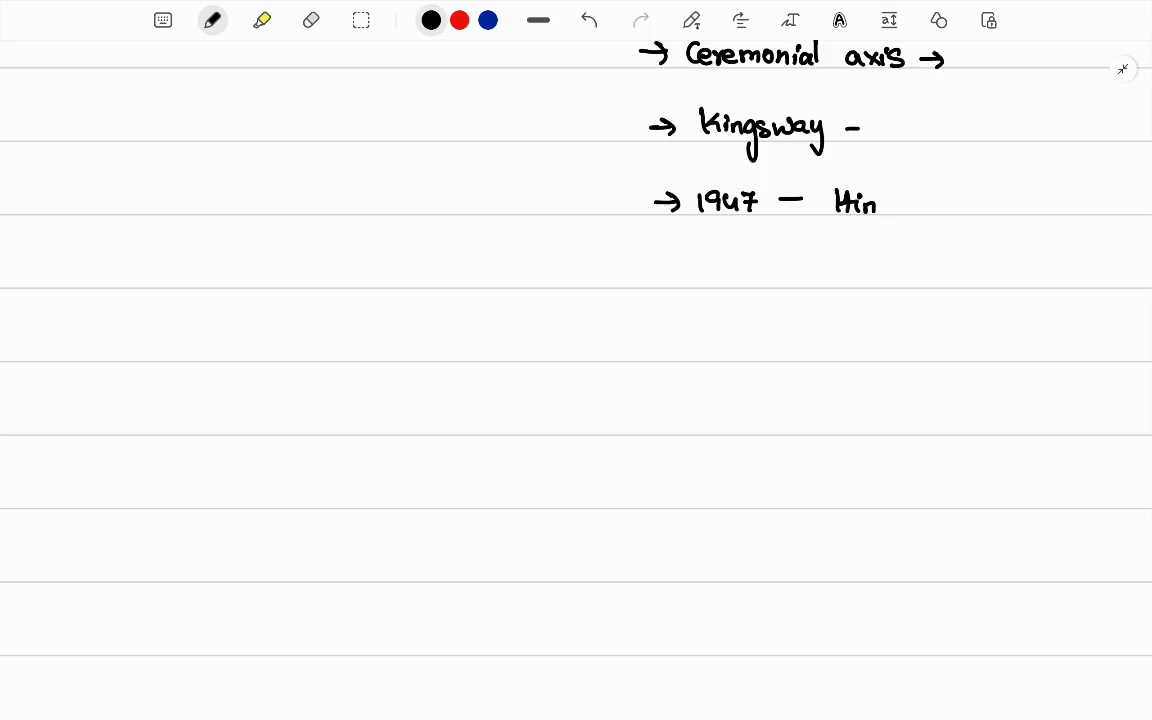 → Ceremonial axis →
→ Kingsway -
→ 1947 - Hin